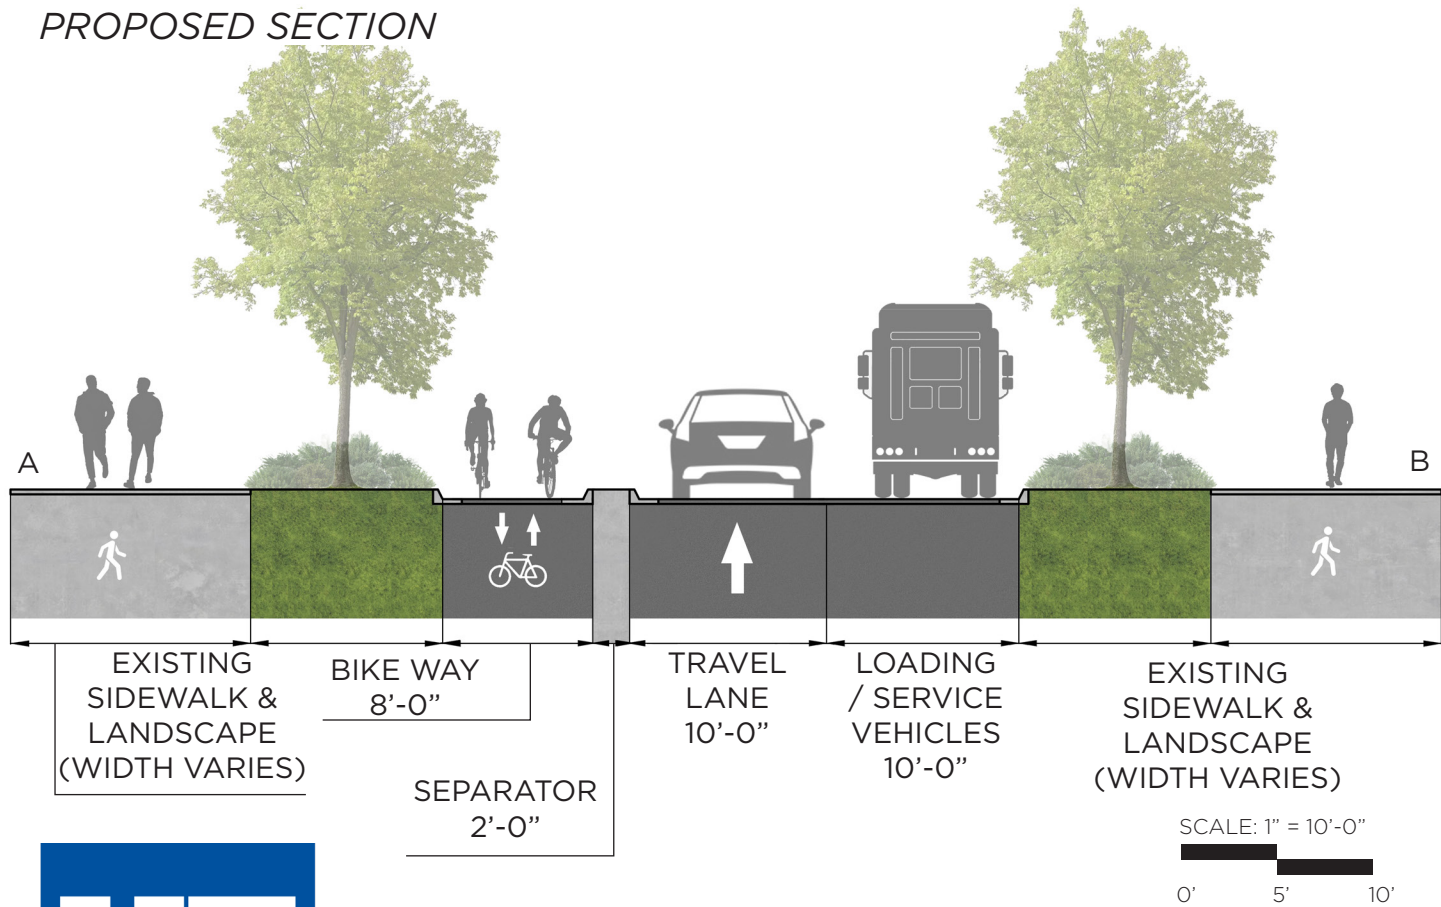 PROPOSED SECTION
A
B
EXISTING
SIDEWALK &
LANDSCAPE
(WIDTH VARIES)
BIKE WAY
8’-0”
SEPARATOR
2’-0”
TRAVEL
LANE
10’-0”
LOADING
/ SERVICE
VEHICLES
10’-0”
EXISTING
SIDEWALK &
LANDSCAPE
(WIDTH VARIES)
SCALE: 1” = 10’-0”
0’ 5’ 10’